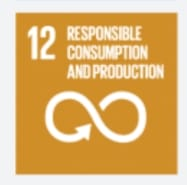 12 RESPONSIBLE
CONSUMPTION
AND PRODUCTION